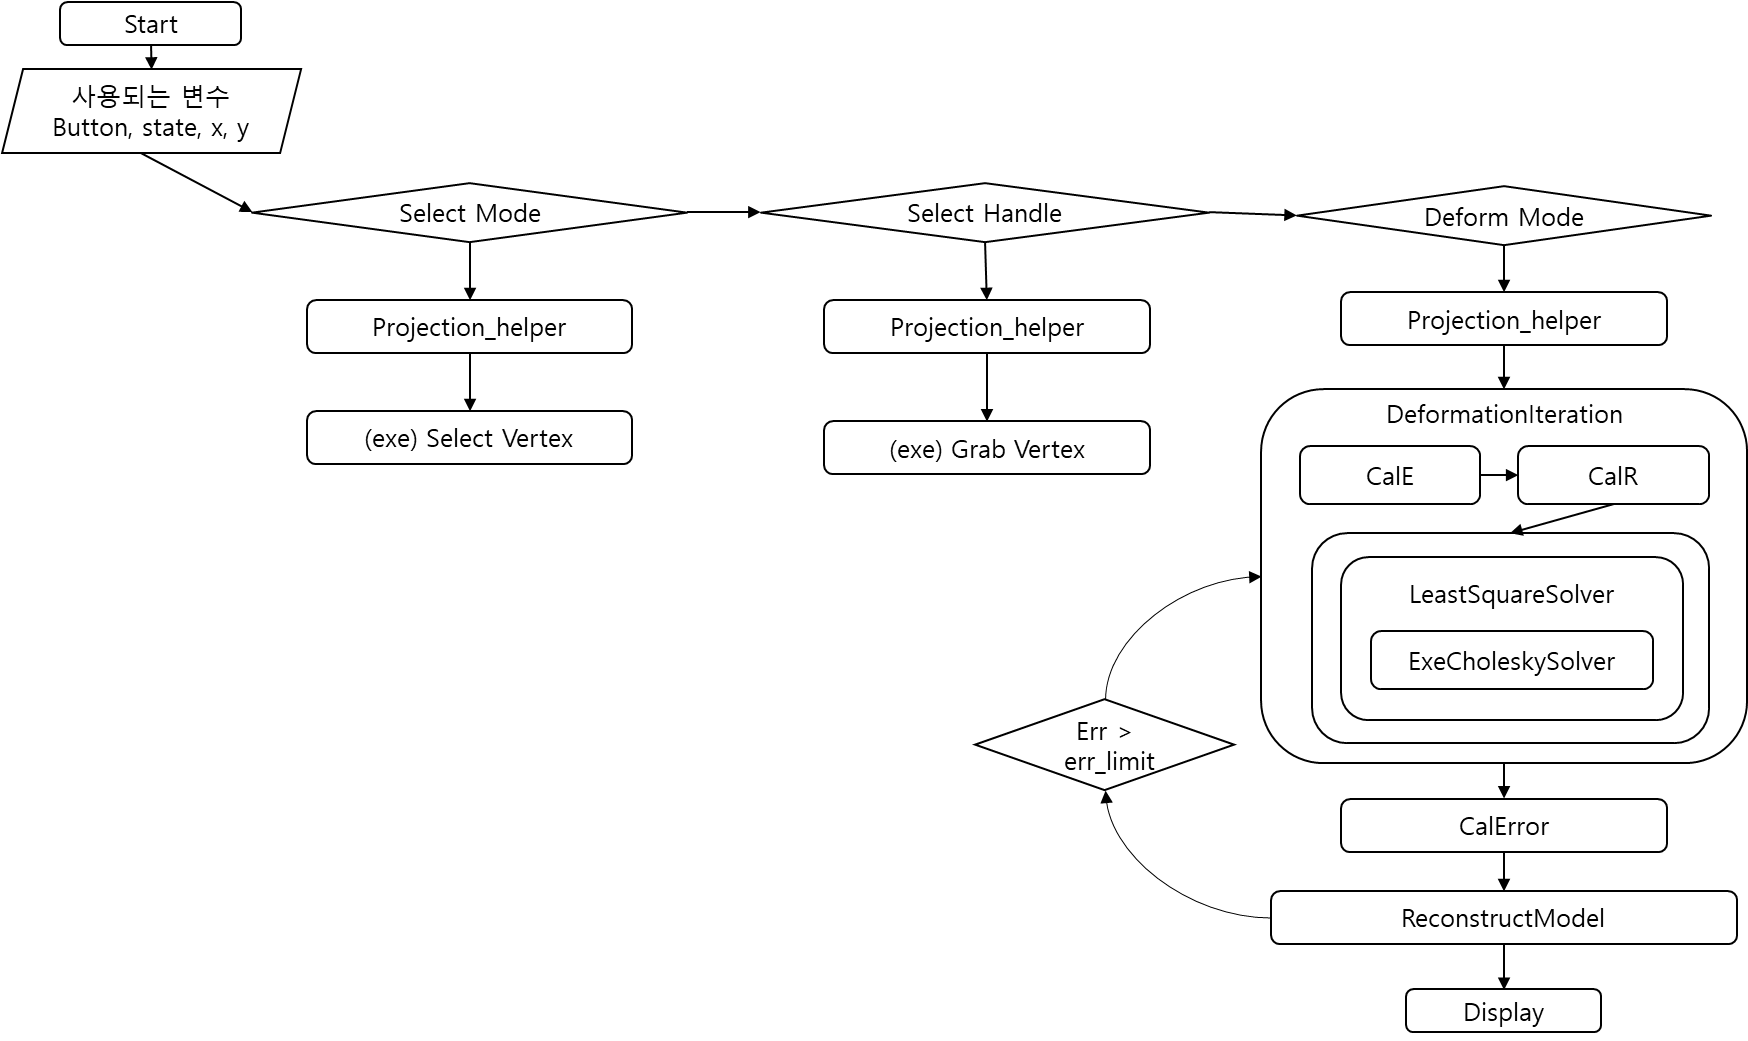 Start
사용되는 변수
Button, state, x, y
Select Mode
Select Handle
Deform Mode
Projection_helper
Projection_helper
Projection_helper
(exe) Select Vertex
(exe) Grab Vertex
DeformationIteration
CalE
CalR
LeastSquareSolver
ExeCholeskySolver
Err >
err_limit
CalError
ReconstructModel
Display